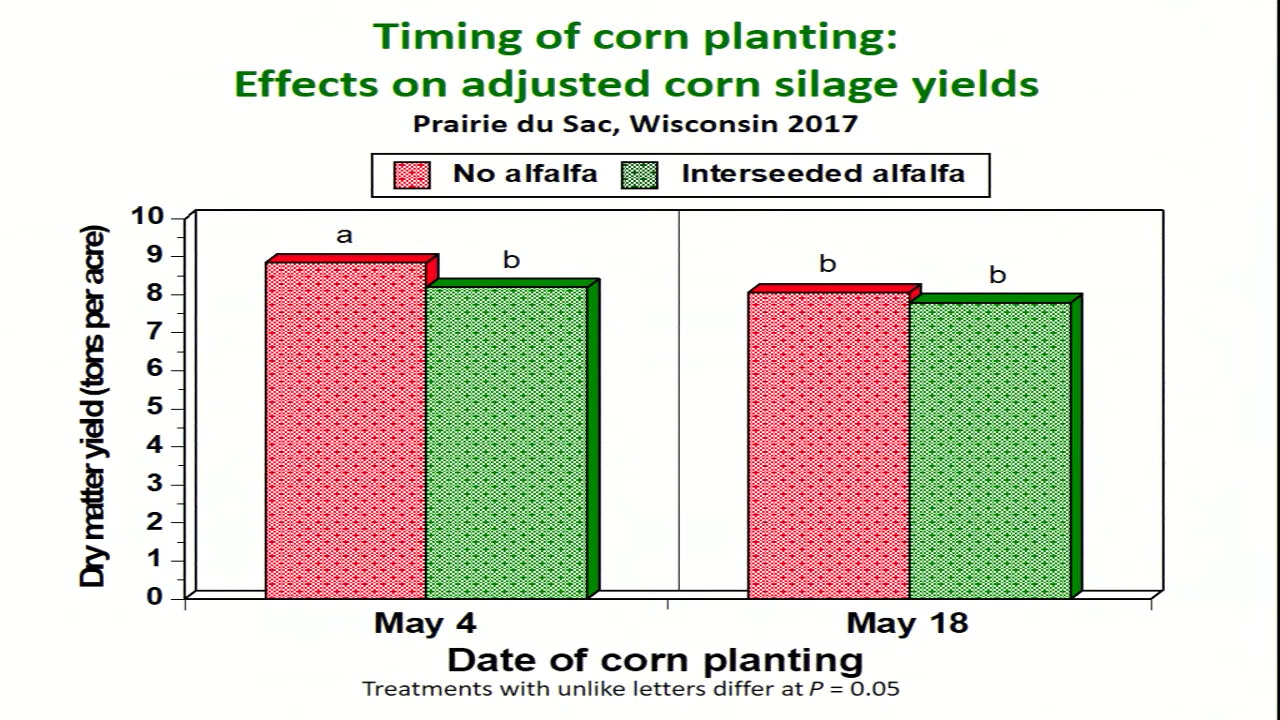 Timing of corn planting:
Effects on adjusted corn silage yields
Prairie du Sac, Wisconsin 2017
No alfalfa Interseeded alfalfa
Dry matter yield (tons per acre)
10
9
8
7
6
5
4
3
2
1
0
a
b
b
b
May 4 May 18
Date of corn planting
Treatments with unlike letters differ at P = 0.05